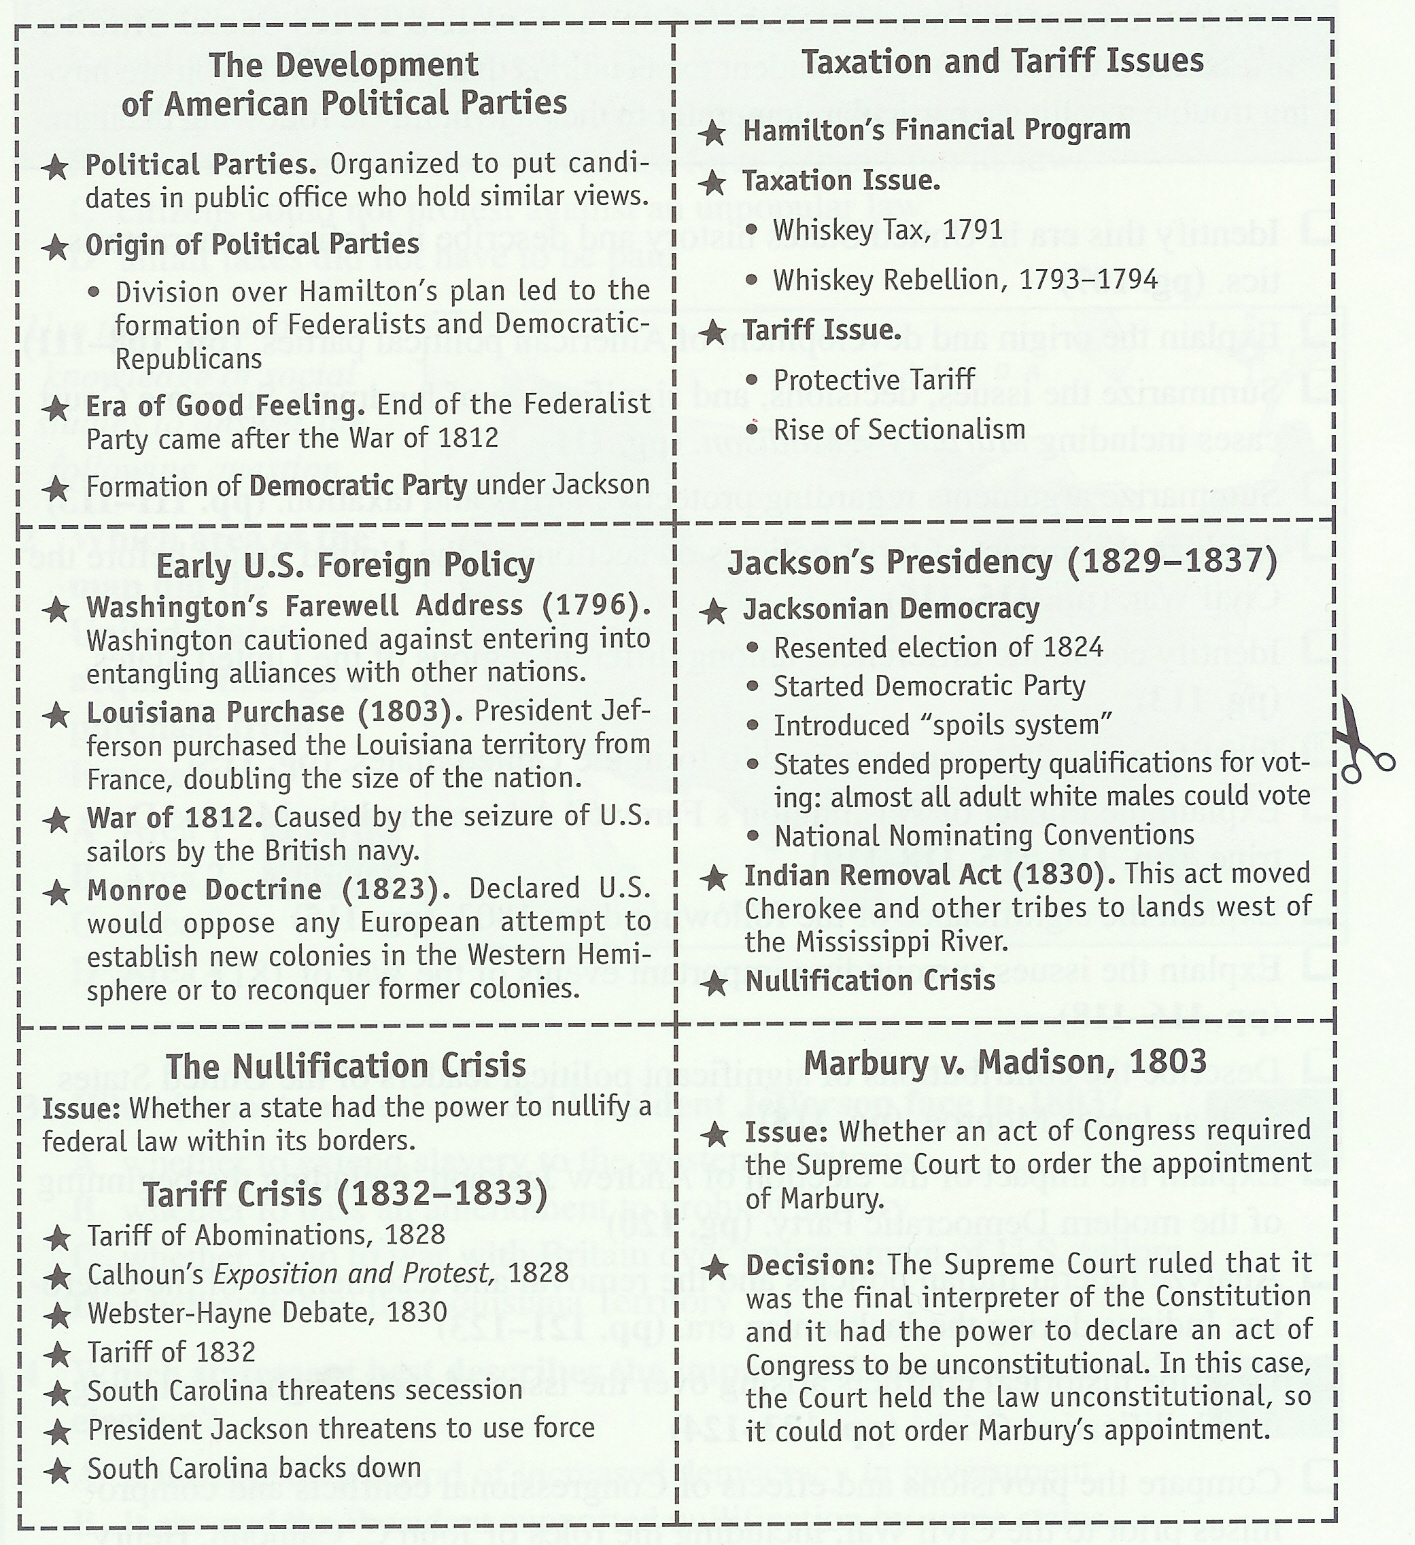 The Development
of American Political Parties
★ Political Parties. Organized to put candi-
dates in public office who hold similar views.
★ Origin of Political Parties
• Division over Hamilton's plan led to the
formation of Federalists and Democratic-
Republicans
★ Era of Good Feeling. End of the Federalist
Party came after the War of 1812
★ Formation of Democratic Party under Jackson
Taxation and Tariff Issues
★ Hamilton's Financial Program
★ Taxation Issue.
• Whiskey Tax, 1791
• Whiskey Rebellion, 1793–1794
★ Tariff Issue.
• Protective Tariff
• Rise of Sectionalism
Early U.S. Foreign Policy
★ Washington's Farewell Address (1796).
Washington cautioned against entering into
entangling alliances with other nations.
★ Louisiana Purchase (1803). President Jef-
ferson purchased the Louisiana territory from
France, doubling the size of the nation.
★ War of 1812. Caused by the seizure of U.S.
sailors by the British navy.
★ Monroe Doctrine (1823). Declared U.S.
would oppose any European attempt to
establish new colonies in the Western Hemi-
sphere or to reconquer former colonies.
Jackson's Presidency (1829–1837)
★ Jacksonian Democracy
• Resented election of 1824
• Started Democratic Party
• Introduced "spoils system"
• States ended property qualifications for vot-
ing: almost all adult white males could vote
• National Nominating Conventions
★ Indian Removal Act (1830). This act moved
Cherokee and other tribes to lands west of
the Mississippi River.
★ Nullification Crisis
The Nullification Crisis
Issue: Whether a state had the power to nullify a
federal law within its borders.
Tariff Crisis (1832–1833)
★ Tariff of Abominations, 1828
★ Calhoun's Exposition and Protest, 1828
★ Webster-Hayne Debate, 1830
★ Tariff of 1832
★ South Carolina threatens secession
★ President Jackson threatens to use force
★ South Carolina backs down
Marbury v. Madison, 1803
★ Issue: Whether an act of Congress required
the Supreme Court to order the appointment
of Marbury.
★ Decision: The Supreme Court ruled that it
was the final interpreter of the Constitution
and it had the power to declare an act of
Congress to be unconstitutional. In this case,
the Court held the law unconstitutional, so
it could not order Marbury's appointment.